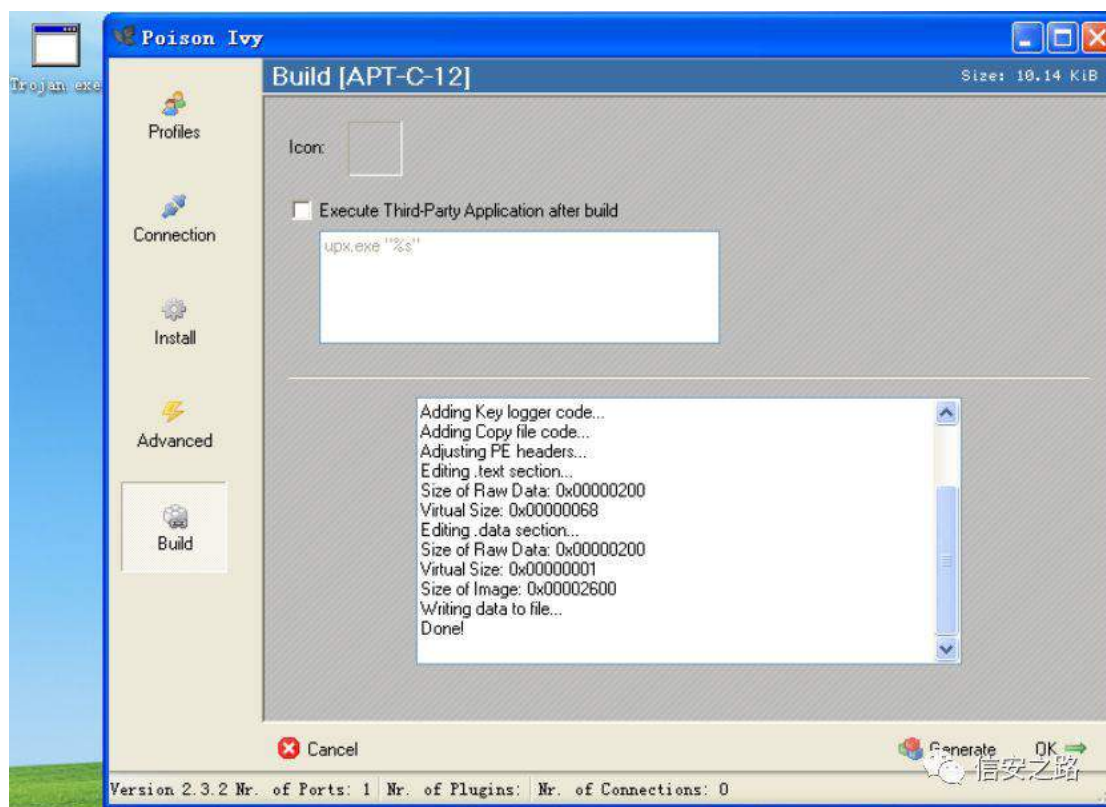 Poison Ivy
Trojan.exe
Build [APT-C-12]
Size: 10.14 KiB
Profiles
Icon:
Execute Third-Party Application after build
Connection
upx.exe "%s"
Install
Advanced
Adding Key logger code...
Adding Copy file code...
Adjusting PE headers...
Editing .text section...
Size of Raw Data: 0x00000200
Virtual Size: 0x00000068
Editing .data section...
Size of Raw Data: 0x00000200
Virtual Size: 0x00000001
Size of Image: 0x00002600
Writing data to file...
Done!
Build
Cancel
Generate
OK
信安之路
Version 2.3.2 Nr. of Ports: 1 Nr. of Plugins: Nr. of Connections: 0